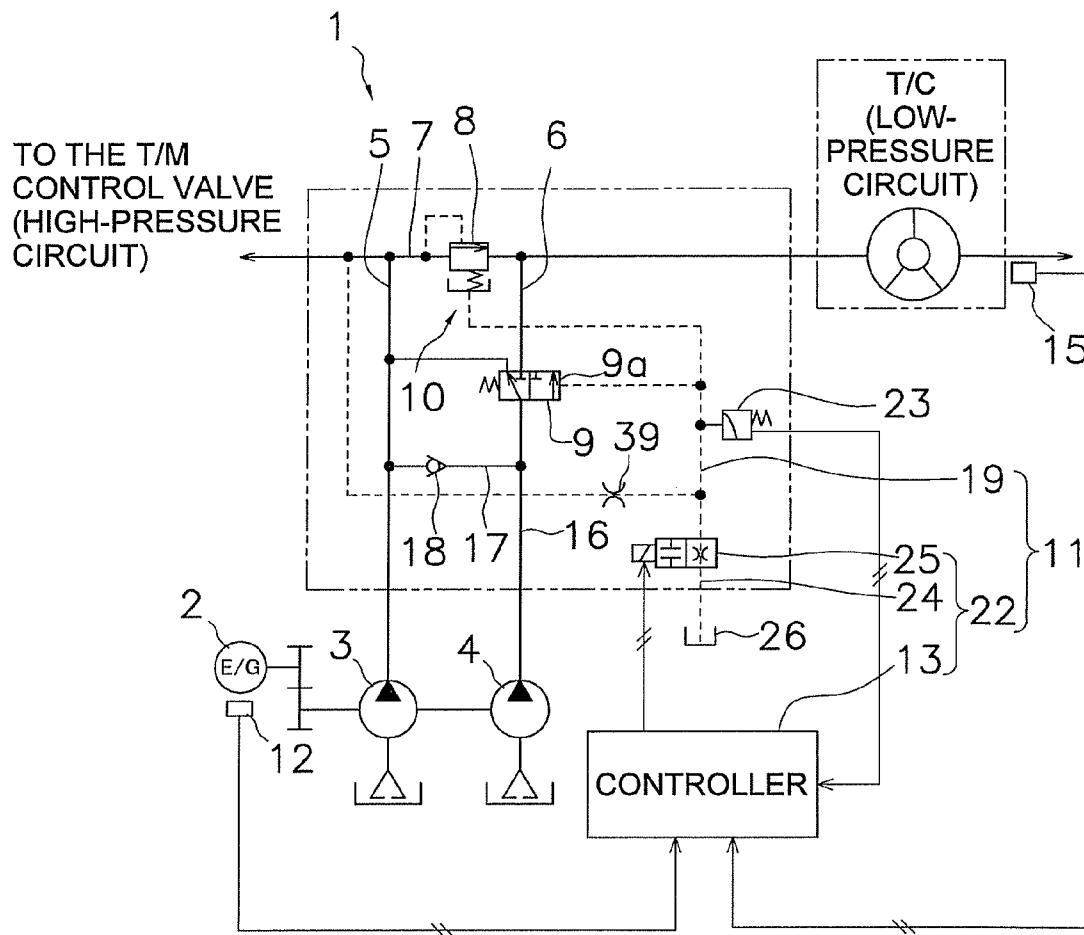 1
T/C
(LOW-
PRESSURE
CIRCUIT)
TO THE T/M
CONTROL VALVE
(HIGH-PRESSURE
CIRCUIT)
5 7 8 6
15
10
9a
9
23
39
19
18 17 16
25
11
24
22
26
13
2
E/G
3
4
12
CONTROLLER